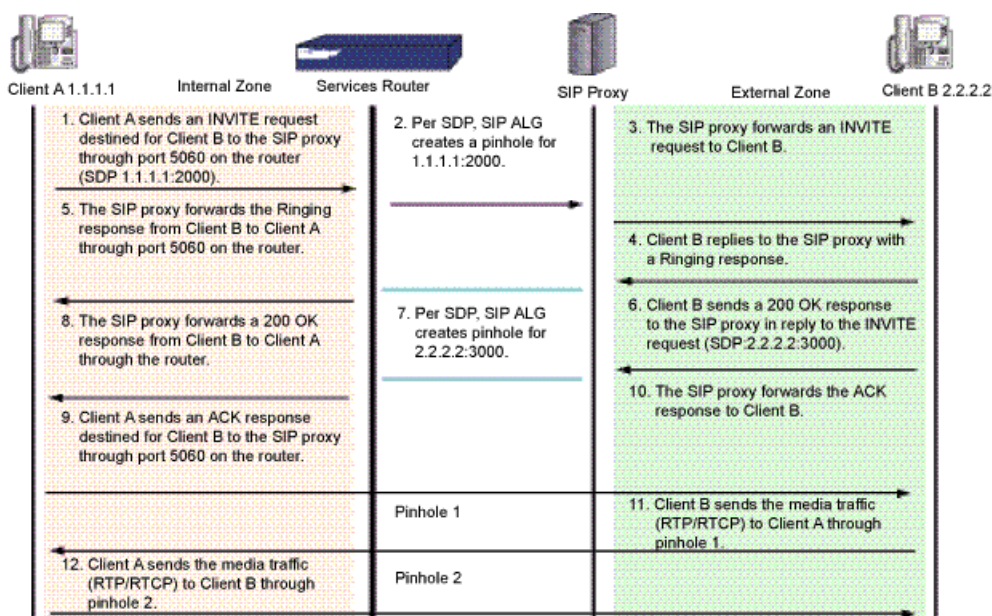 Client A 1.1.1.1
Internal Zone
Services Router
SIP Proxy
External Zone
Client B 2.2.2.2
1. Client A sends an INVITE request
destined for Client B to the SIP proxy
through port 5060 on the router
(SDP 1.1.1.1:2000).
2. Per SDP, SIP ALG
creates a pinhole for
1.1.1.1:2000.
3. The SIP proxy forwards an INVITE
request to Client B.
5. The SIP proxy forwards the Ringing
response from Client B to Client A
through port 5060 on the router.
4. Client B replies to the SIP proxy with
a Ringing response.
8. The SIP proxy forwards a 200 OK
response from Client B to Client A
through the router.
7. Per SDP, SIP ALG
creates pinhole for
2.2.2.2:3000.
6. Client B sends a 200 OK response
to the SIP proxy in reply to the INVITE
request (SDP:2.2.2.2:3000).
9. Client A sends an ACK response
destined for Client B to the SIP proxy
through port 5060 on the router.
10. The SIP proxy forwards the ACK
response to Client B.
Pinhole 1
11. Client B sends the media traffic
(RTP/RTCP) to Client A through
pinhole 1.
12. Client A sends the media traffic
(RTP/RTCP) to Client B through
pinhole 2.
Pinhole 2